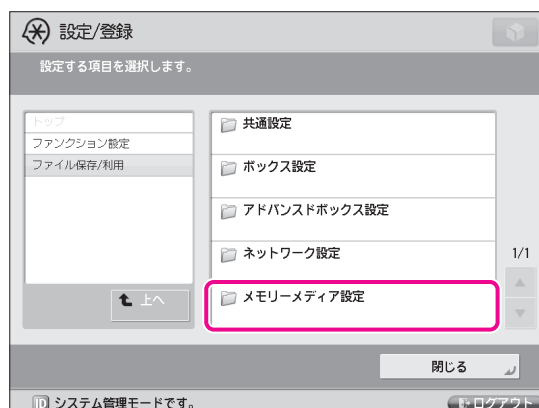 設定/登録
設定する項目を選択します。
トップ
ファンクション設定
ファイル保存/利用
上へ
共通設定
ボックス設定
アドバンスドボックス設定
ネットワーク設定
メモリーメディア設定
1/1
閉じる
ID システム管理モードです。
ログアウト